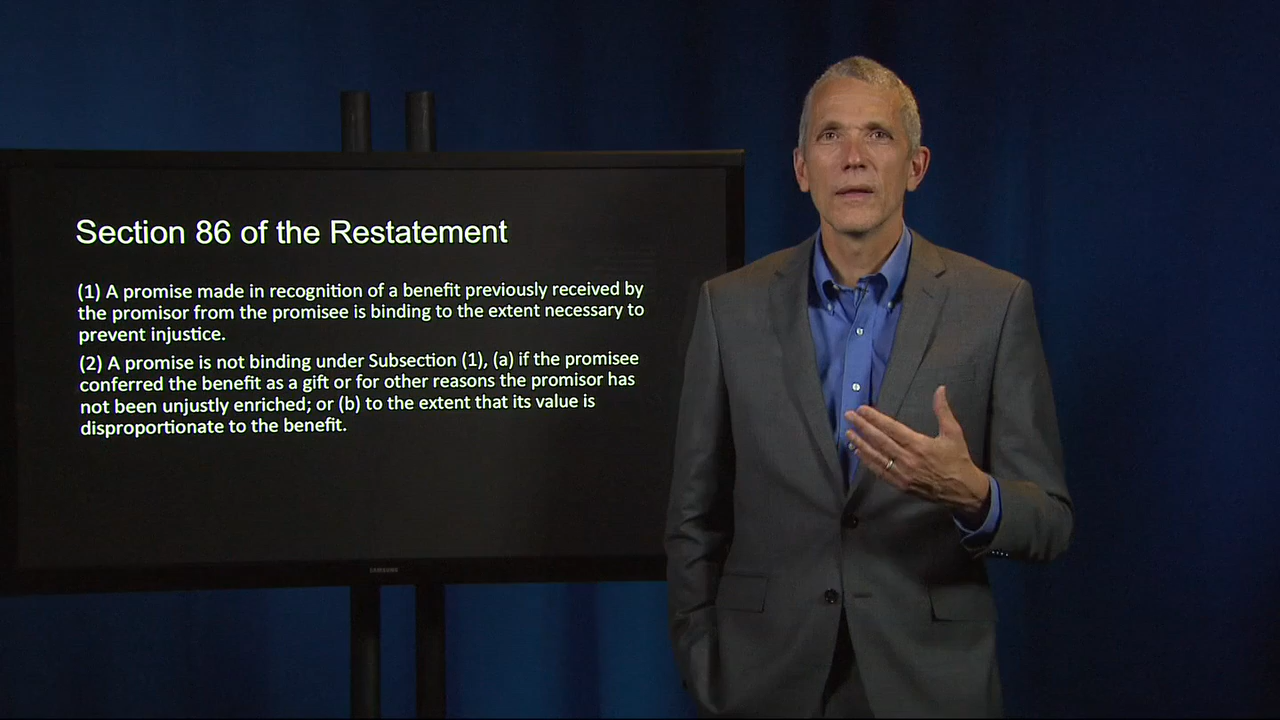 Section 86 of the Restatement
(1) A promise made in recognition of a benefit previously received by
the promisor from the promisee is binding to the extent necessary to
prevent injustice.
(2) A promise is not binding under Subsection (1), (a) if the promisee
conferred the benefit as a gift or for other reasons the promisor has
not been unjustly enriched; or (b) to the extent that its value is
disproportionate to the benefit.
SAMSUNG